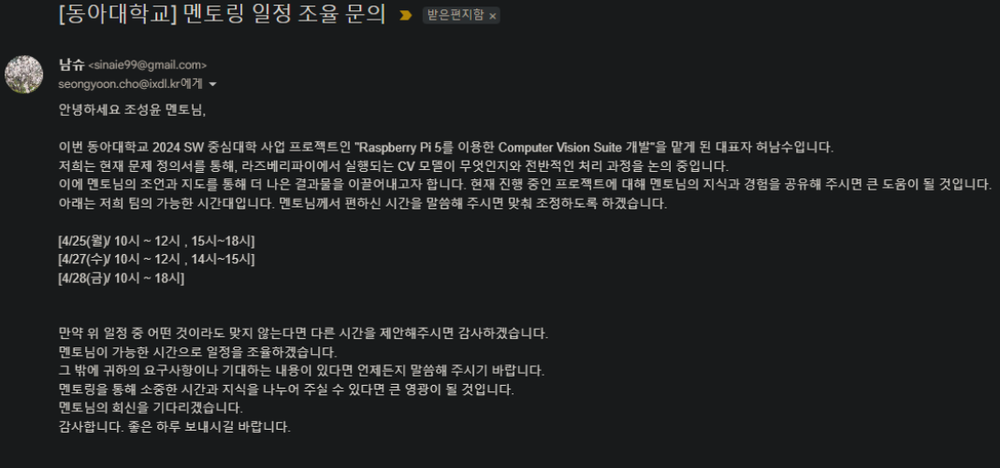 [동아대학교] 멘토링 일정 조율 문의 받은편지함 ×
남슈 <sinaie99@gmail.com>
seongyoon.cho@ixdl.kr에게
안녕하세요 조성윤 멘토님,
이번 동아대학교 2024 SW 중심대학 사업 프로젝트인 "Raspberry Pi 5를 이용한 Computer Vision Suite 개발"을 맡게 된 대표자 허남수입니다.
저희는 현재 문제 정의서를 통해, 라즈베리파이에서 실행되는 CV 모델이 무엇인지와 전반적인 처리 과정을 논의 중입니다.
이에 멘토님의 조언과 지도를 통해 더 나은 결과물을 이끌어내고자 합니다. 현재 진행 중인 프로젝트에 대해 멘토님의 지식과 경험을 공유해 주시면 큰 도움이 될 것입니다.
아래는 저희 팀의 가능한 시간대입니다. 멘토님께서 편하신 시간을 말씀해 주시면 맞춰 조정하도록 하겠습니다.
[4/25(월)/ 10시 ~ 12시 , 15시~18시]
[4/27(수)/ 10시 ~ 12시 , 14시~15시]
[4/28(금)/ 10시 ~ 18시]
만약 위 일정 중 어떤 것이라도 맞지 않는다면 다른 시간을 제안해주시면 감사하겠습니다.
멘토님이 가능한 시간으로 일정을 조율하겠습니다.
그 밖에 귀하의 요구사항이나 기대하는 내용이 있다면 언제든지 말씀해 주시기 바랍니다.
멘토링을 통해 소중한 시간과 지식을 나누어 주실 수 있다면 큰 영광이 될 것입니다.
멘토님의 회신을 기다리겠습니다.
감사합니다. 좋은 하루 보내시길 바랍니다.